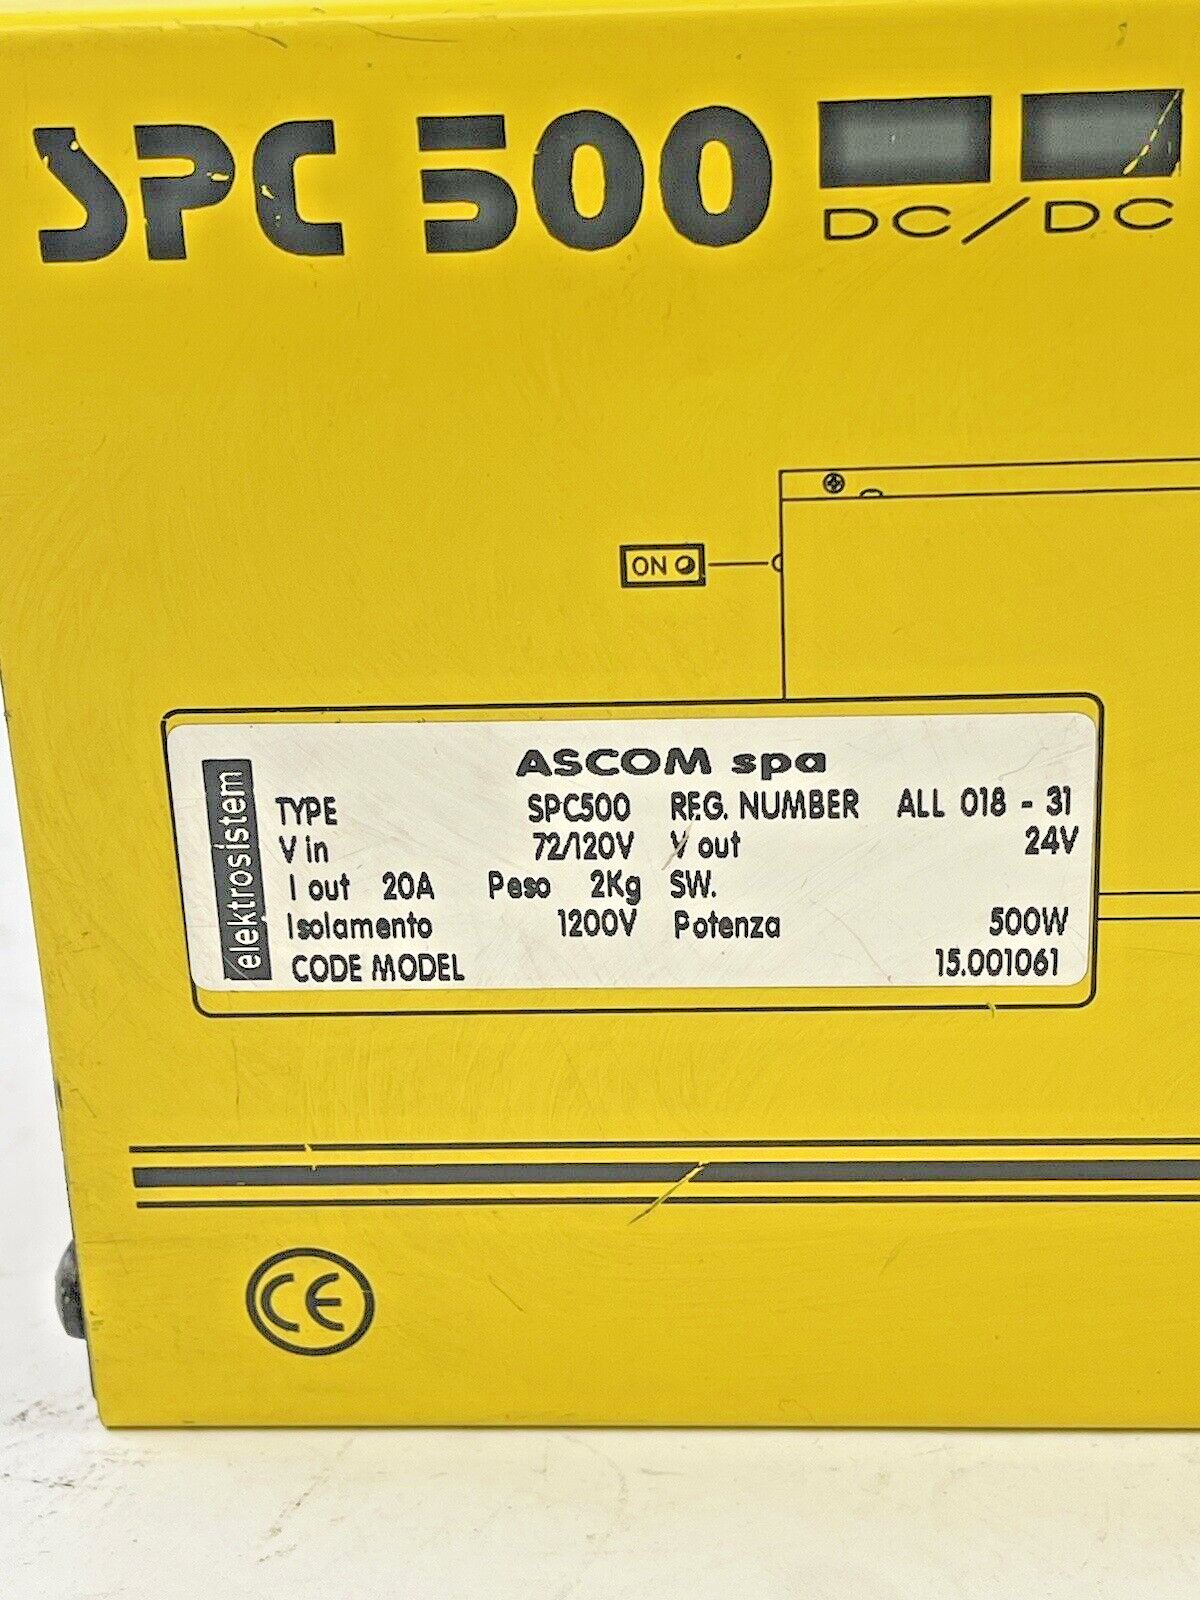 SPC 500
DC/DC
ON
elektrosistem
ASCOM spa
TYPE SPC500 REG. NUMBER ALL 018 - 31
V in 72/120V V out 24V
I out 20A Peso 2Kg SW.
Isolamento 1200V Potenza 500W
CODE MODEL 15.001061
CE